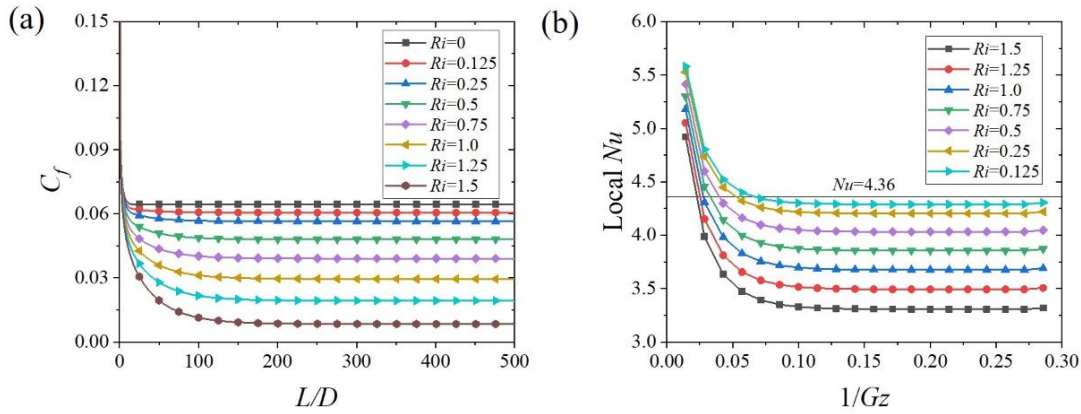 (a)
0.15
0.12
0.09
0.06
0.03
0.00
C_f
0
100
200
300
400
500
L/D
Ri=0
Ri=0.125
Ri=0.25
Ri=0.5
Ri=0.75
Ri=1.0
Ri=1.25
Ri=1.5
(b)
6.0
5.5
5.0
4.5
4.0
3.5
3.0
Local Nu
0.00
0.05
0.10
0.15
0.20
0.25
0.30
1/Gz
Nu=4.36
Ri=1.5
Ri=1.25
Ri=1.0
Ri=0.75
Ri=0.5
Ri=0.25
Ri=0.125